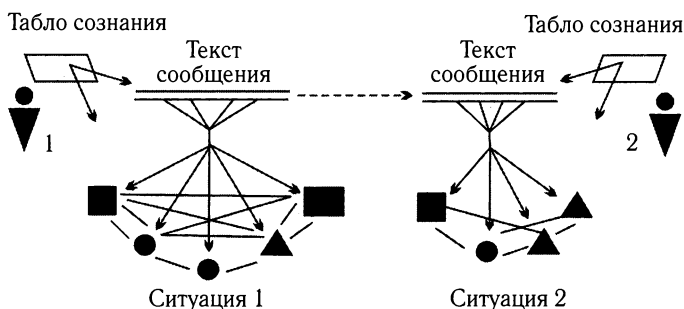 Табло сознания
Текст
сообщения
1
Ситуация 1
Табло сознания
Текст
сообщения
2
Ситуация 2